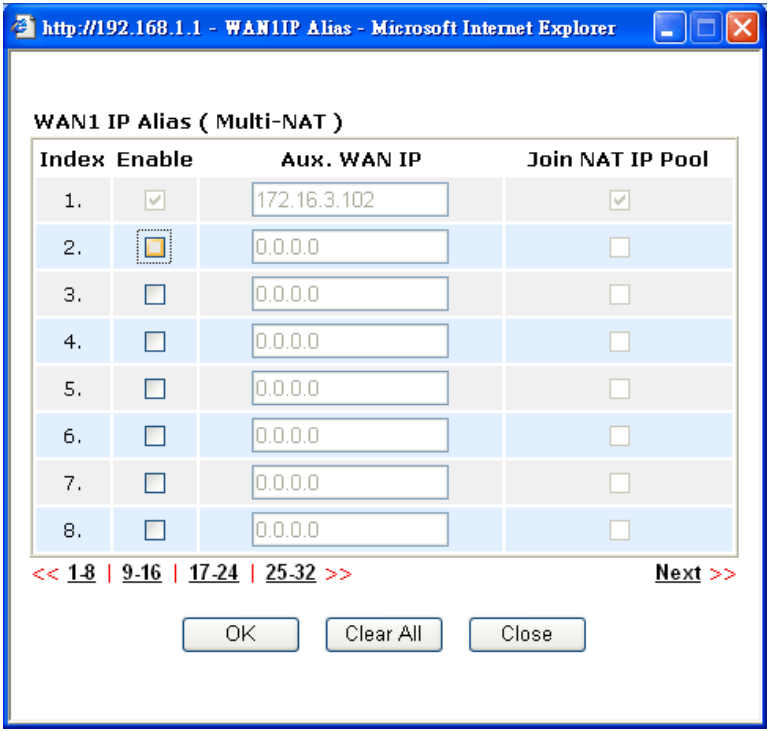 http://192.168.1.1 - WAN1IP Alias - Microsoft Internet Explorer
WAN1 IP Alias ( Multi-NAT )
Index Enable Aux. WAN IP Join NAT IP Pool
1. 172.16.3.102
2. 0.0.0.0
3. 0.0.0.0
4. 0.0.0.0
5. 0.0.0.0
6. 0.0.0.0
7. 0.0.0.0
8. 0.0.0.0
<< 1-8 | 9-16 | 17-24 | 25-32 >> Next >>
OK Clear All Close